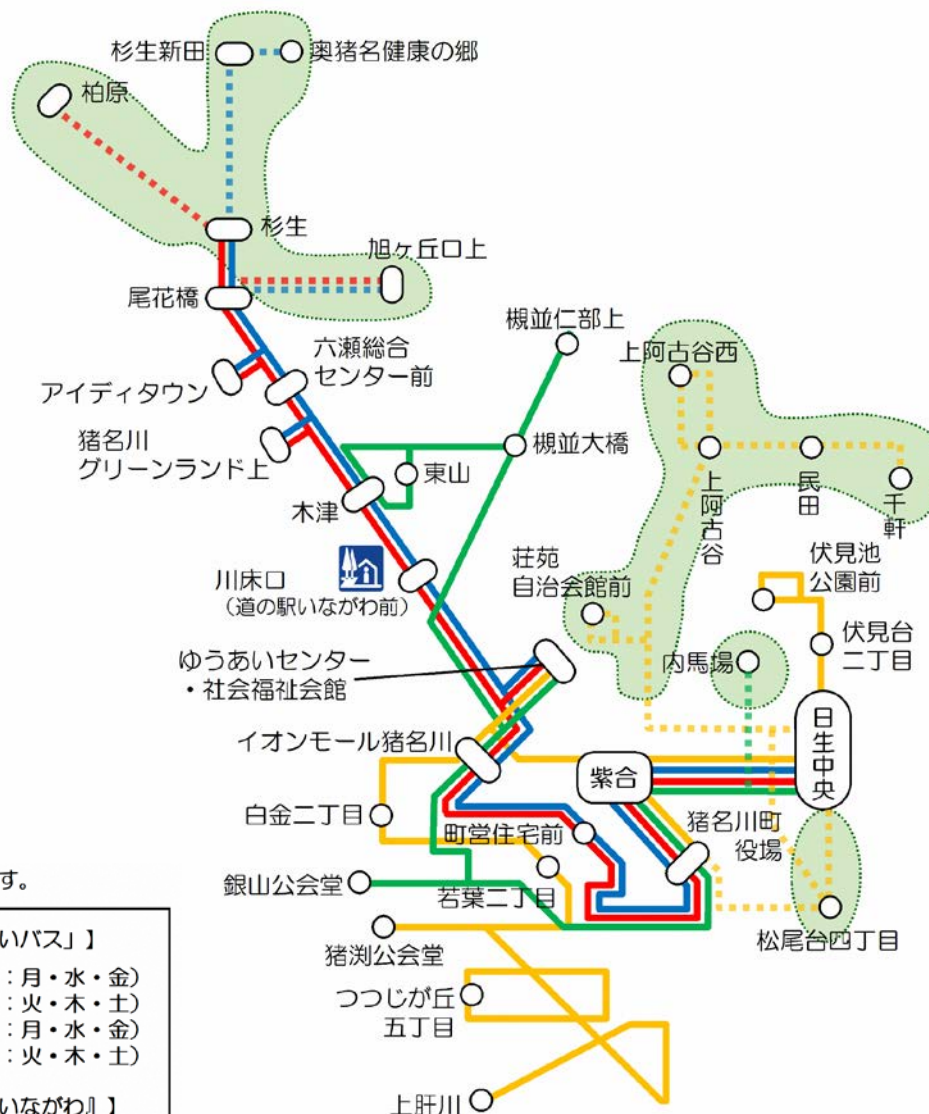 杉生新田
奥猪名健康の郷
柏原
杉生
旭ヶ丘口上
尾花橋
槻並仁部上
六瀬総合
センター前
上阿古谷西
アイディタウン
猪名川
グリーンランド上
東山
槻並大橋
上阿古谷
民田
千軒
木津
川床口
(道の駅いながわ前)
荘苑
自治会館前
伏見池
公園前
伏見台
二丁目
ゆうあいセンター
・社会福祉会館
内馬場
イオンモール猪名川
紫合
日生中央
白金二丁目
町営住宅前
猪名川町
役場
銀山公会堂
若葉二丁目
松尾台四丁目
猪渕公会堂
つつじが丘
五丁目
上肝川
す。
いバス」】
:月・水・金)
:火・木・土)
:月・水・金)
:火・木・土)
いながわ』】